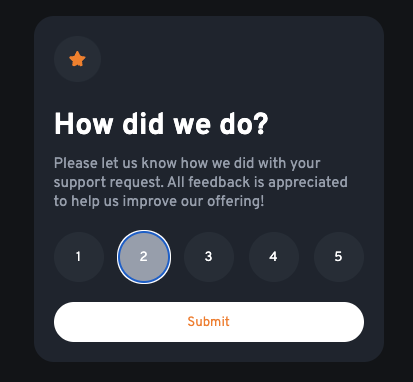 How did we do?
Please let us know how we did with your
support request. All feedback is appreciated
to help us improve our offering!
1 2 3 4 5
Submit